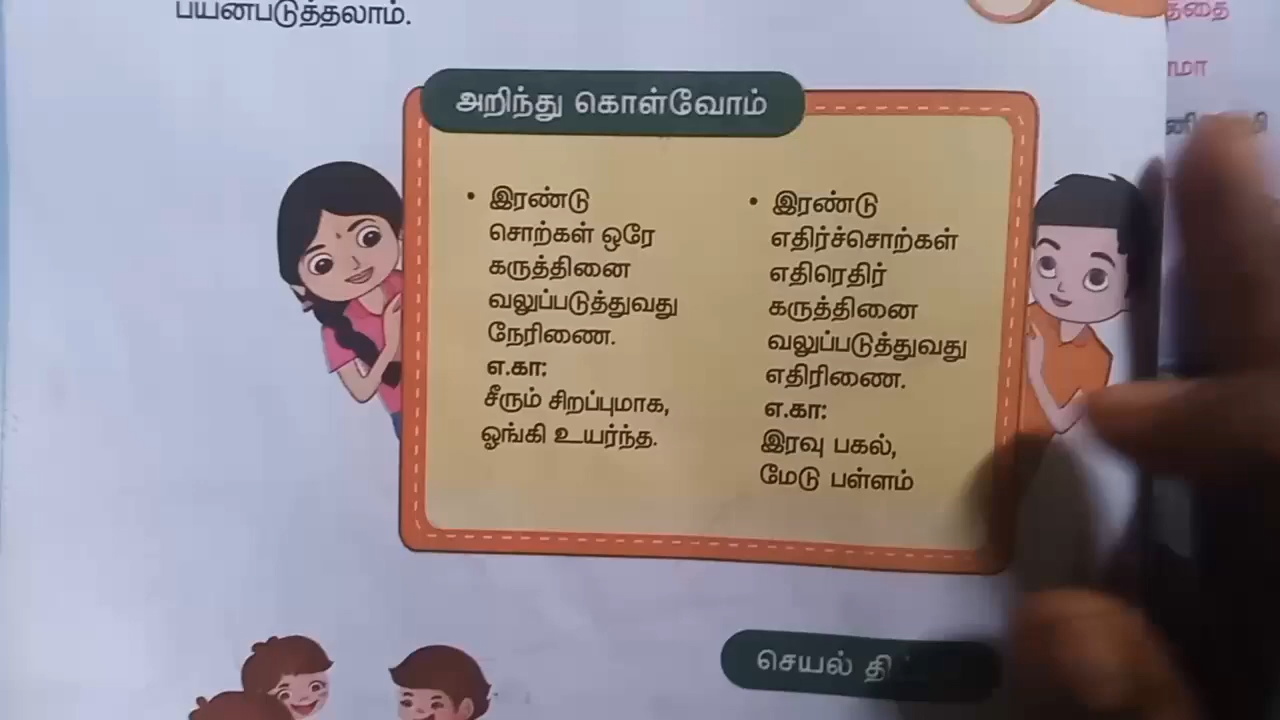 பயன்படுத்தலாம்.
அறிந்து கொள்வோம்
• இரண்டு
சொற்கள் ஒரே
கருத்தினை
வலுப்படுத்துவது
நேரிணை.
எ.கா:
சீரும் சிறப்புமாக,
ஓங்கி உயர்ந்த.
• இரண்டு
எதிர்ச்சொற்கள்
எதிரெதிர்
கருத்தினை
வலுப்படுத்துவது
எதிரிணை.
எ.கா:
இரவு பகல்,
மேடு பள்ளம்
செயல்